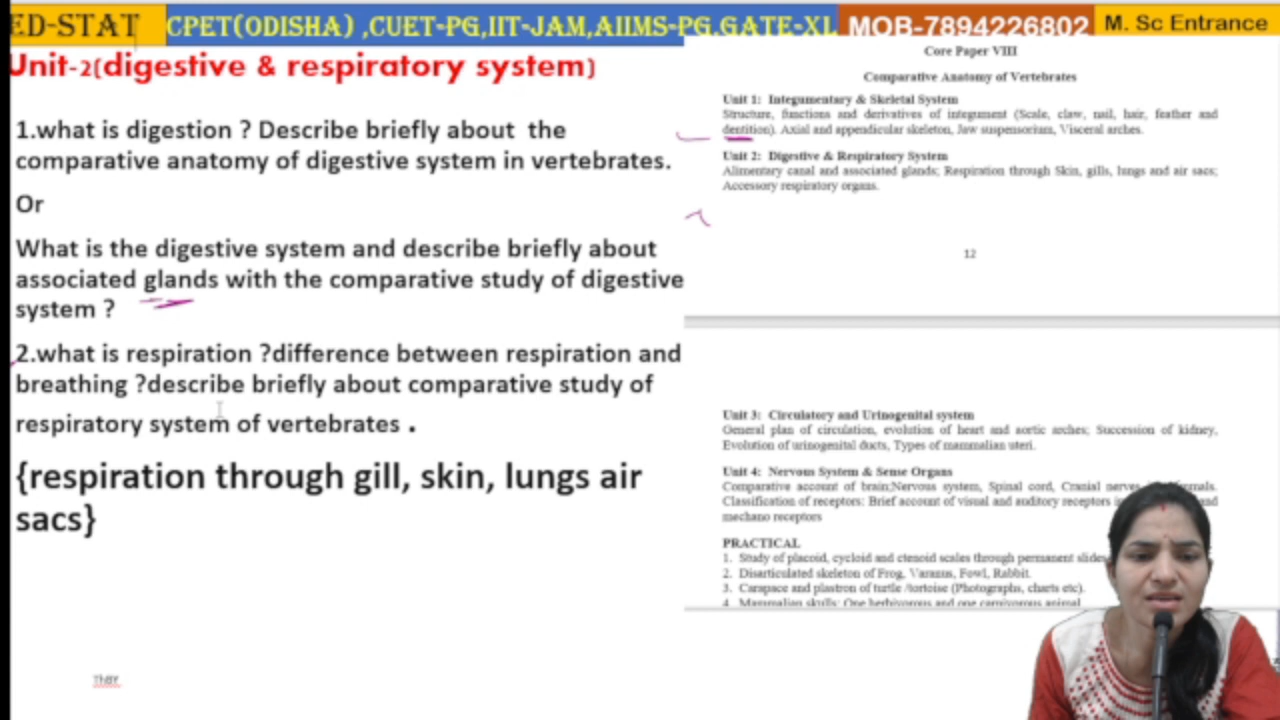 ED-STAT CPET(ODISHA) ,CUET-PG,IIT-JAM,AIIMS-PG,GATE-XL MOB-7894226802 M. Sc Entrance
Unit-2(digestive & respiratory system)
1.what is digestion ? Describe briefly about the
comparative anatomy of digestive system in vertebrates.
Or
What is the digestive system and describe briefly about
associated glands with the comparative study of digestive
system ?
2.what is respiration ?difference between respiration and
breathing ?describe briefly about comparative study of
respiratory system of vertebrates .
{respiration through gill, skin, lungs air
sacs}
Core Paper VIII
Comparative Anatomy of Vertebrates
Unit 1: Integumentary & Skeletal System
Structure, functions and derivatives of integument (Scale, claw, nail, hair, feather and
dentition). Axial and appendicular skeleton, Jaw suspensorium, Visceral arches.
Unit 2: Digestive & Respiratory System
Alimentary canal and associated glands; Respiration through Skin, gills, lungs and air sacs;
Accessory respiratory organs.
12
Unit 3: Circulatory and Urinogenital system
General plan of circulation, evolution of heart and aortic arches; Succession of kidney,
Evolution of urinogenital ducts, Types of mammalian uteri.
Unit 4: Nervous System & Sense Organs
Comparative account of brain;Nervous system, Spinal cord, Cranial nerves
Classification of receptors: Brief account of visual and auditory receptors and
mechano receptors
PRACTICAL
1. Study of placoid, cycloid and ctenoid scales through permanent slides
2. Disarticulated skeleton of Frog, Varanus, Fowl, Rabbit.
3. Carapace and plastron of turtle /tortoise (Photographs, charts etc).
4. Mammalian skulls: One herbivorous and one carnivorous animal